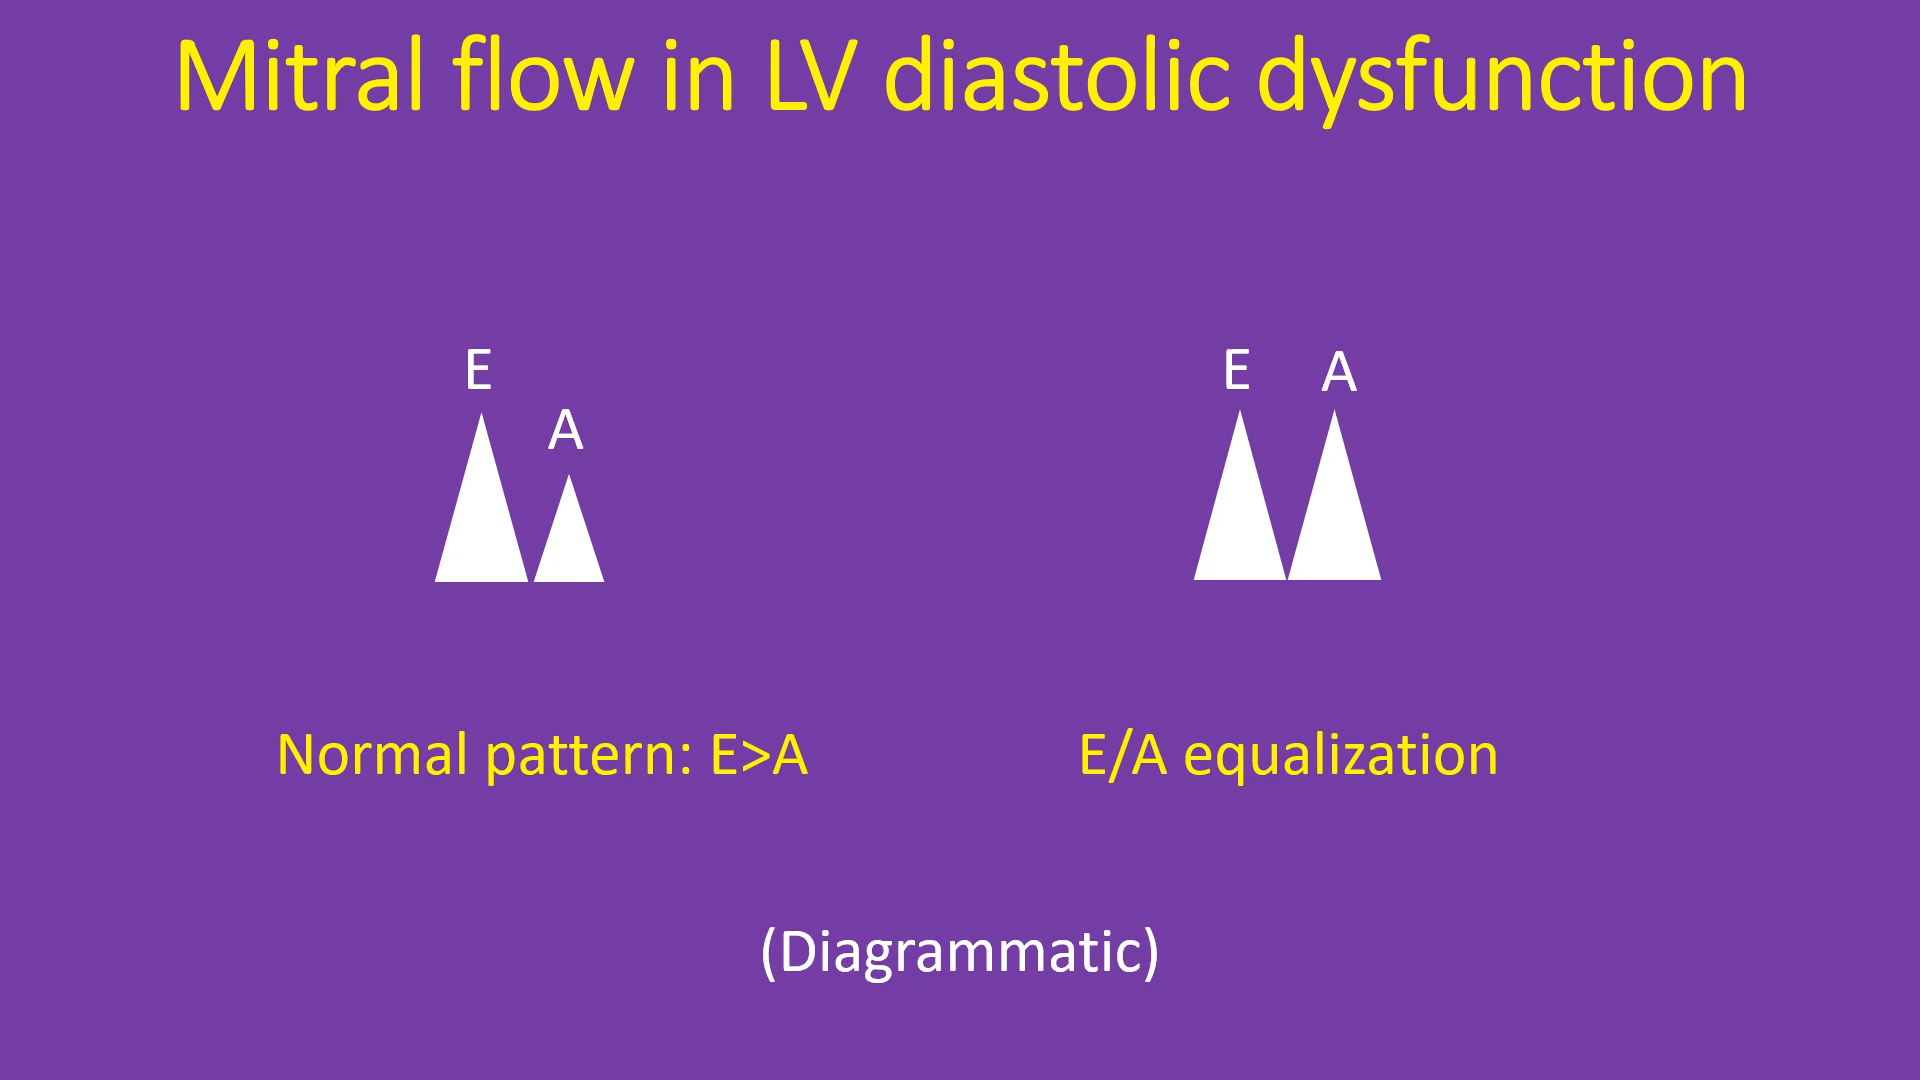 Mitral flow in LV diastolic dysfunction
E
A
E A
Normal pattern: E>A
E/A equalization
(Diagrammatic)